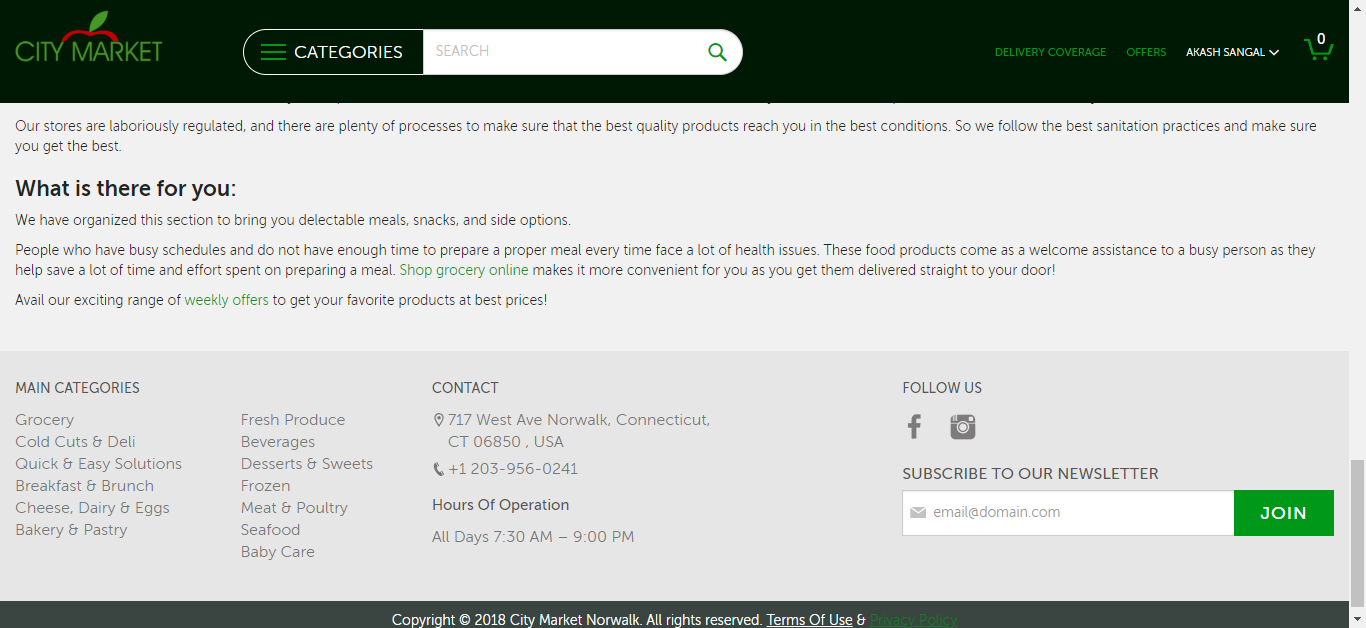 CITY MARKET
CATEGORIES
SEARCH
DELIVERY COVERAGE
OFFERS
AKASH SANGAL
0
Our stores are laboriously regulated, and there are plenty of processes to make sure that the best quality products reach you in the best conditions. So we follow the best sanitation practices and make sure
you get the best.
What is there for you:
We have organized this section to bring you delectable meals, snacks, and side options.
People who have busy schedules and do not have enough time to prepare a proper meal every time face a lot of health issues. These food products come as a welcome assistance to a busy person as they
help save a lot of time and effort spent on preparing a meal. Shop grocery online makes it more convenient for you as you get them delivered straight to your door!
Avail our exciting range of weekly offers to get your favorite products at best prices!
MAIN CATEGORIES
Grocery
Cold Cuts & Deli
Quick & Easy Solutions
Breakfast & Brunch
Cheese, Dairy & Eggs
Bakery & Pastry
Fresh Produce
Beverages
Desserts & Sweets
Frozen
Meat & Poultry
Seafood
Baby Care
CONTACT
717 West Ave Norwalk, Connecticut,
CT 06850 , USA
+1 203-956-0241
Hours Of Operation
All Days 7:30 AM – 9:00 PM
FOLLOW US
SUBSCRIBE TO OUR NEWSLETTER
email@domain.com
JOIN
Copyright © 2018 City Market Norwalk. All rights reserved. Terms Of Use & Privacy Policy